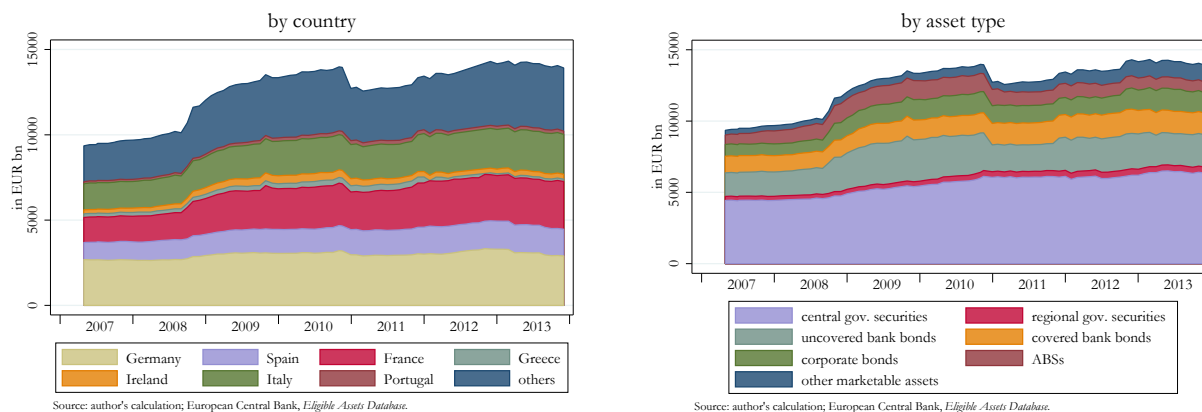 by country
in EUR bn
15000
10000
5000
0
2007 2008 2009 2010 2011 2012 2013
Germany Spain France Greece
Ireland Italy Portugal others
Source: author's calculation; European Central Bank, Eligible Assets Database.
by asset type
in EUR bn
15000
10000
5000
0
2007 2008 2009 2010 2011 2012 2013
central gov. securities regional gov. securities
uncovered bank bonds covered bank bonds
corporate bonds ABSs
other marketable assets
Source: author's calculation; European Central Bank, Eligible Assets Database.